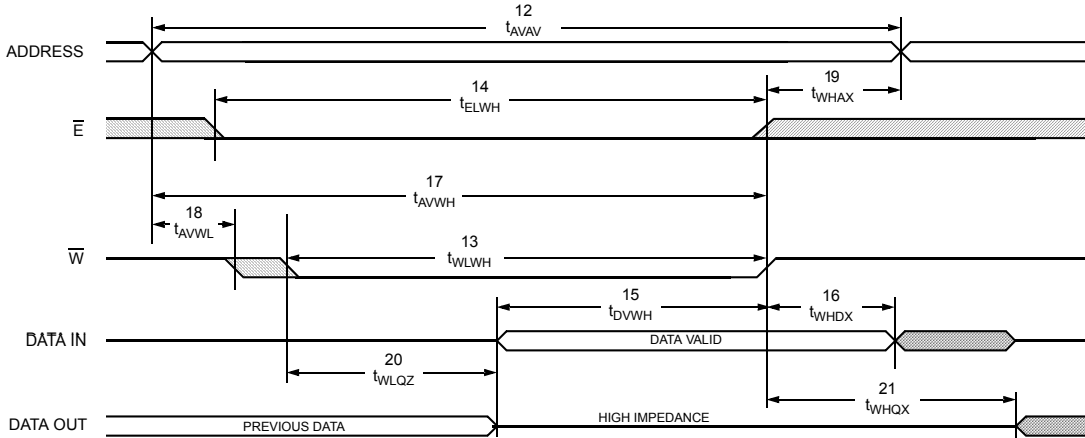 12
tAVAV
ADDRESS
14
tELWH
19
tWHAX
E
17
tAVWH
18
tAVWL
13
tWLWH
W
15
tDVWH
16
tWHDX
DATA IN
DATA VALID
20
tWLQZ
21
tWHQX
DATA OUT
PREVIOUS DATA
HIGH IMPEDANCE